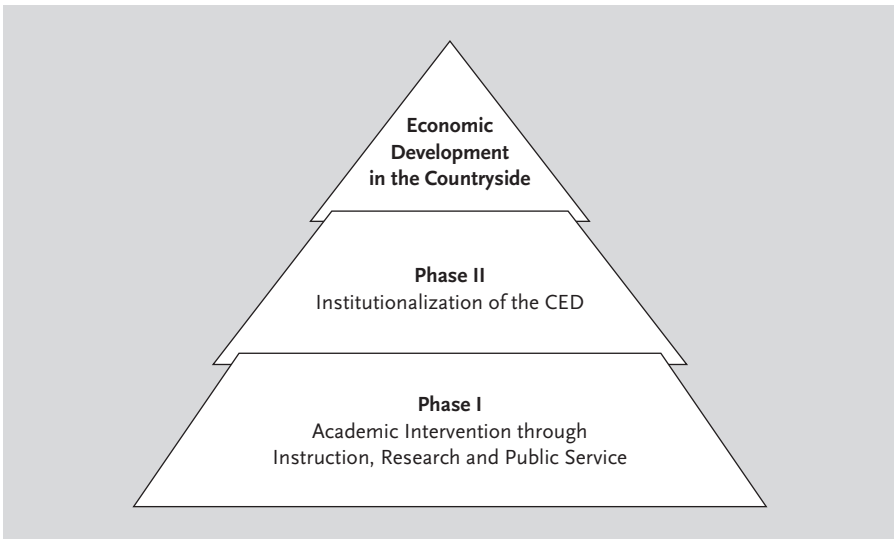 Economic
Development
in the Countryside
Phase II
Institutionalization of the CED
Phase I
Academic Intervention through
Instruction, Research and Public Service